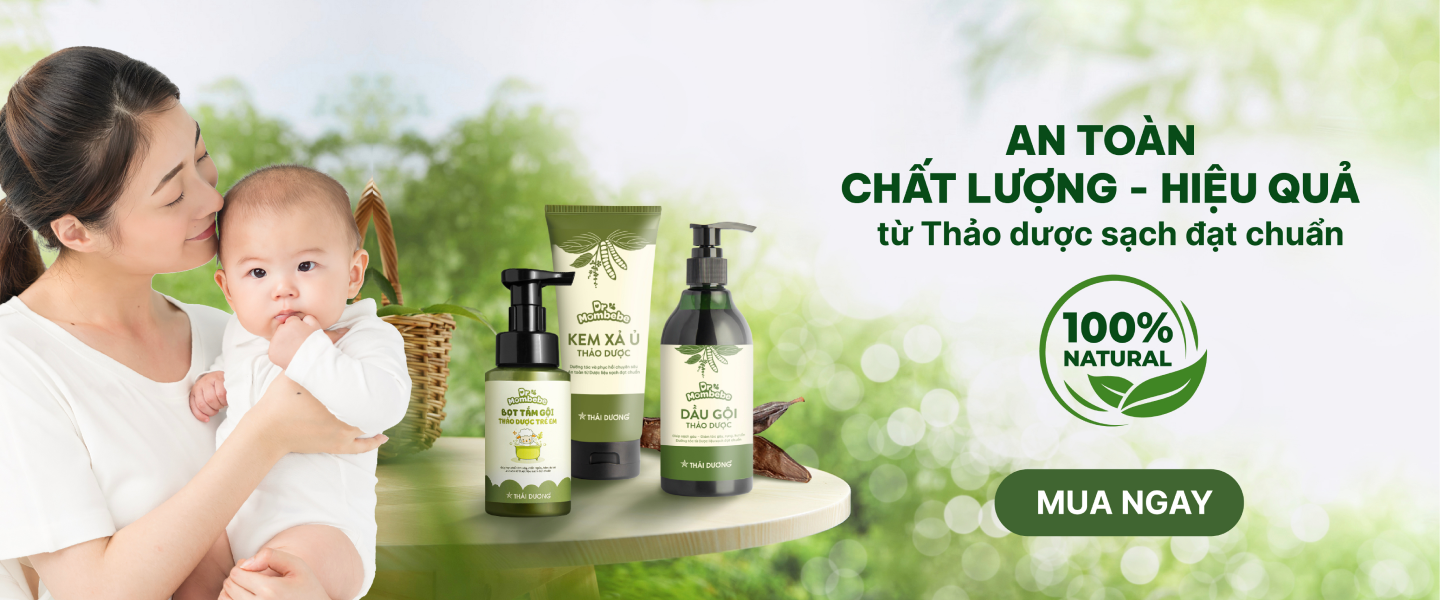 AN TOÀN
CHẤT LƯỢNG - HIỆU QUẢ
từ Thảo dược sạch đạt chuẩn
100%
NATURAL
MUA NGAY
Dr
Mombebe
KEM XẢ Ủ
THẢO DƯỢC
THÁI DƯƠNG
Dr
Mombebe
BỌT TẮM GỘI
THẢO DƯỢC TRẺ EM
THÁI DƯƠNG
Dr
Mombebe
DẦU GỘI
THẢO DƯỢC
THÁI DƯƠNG